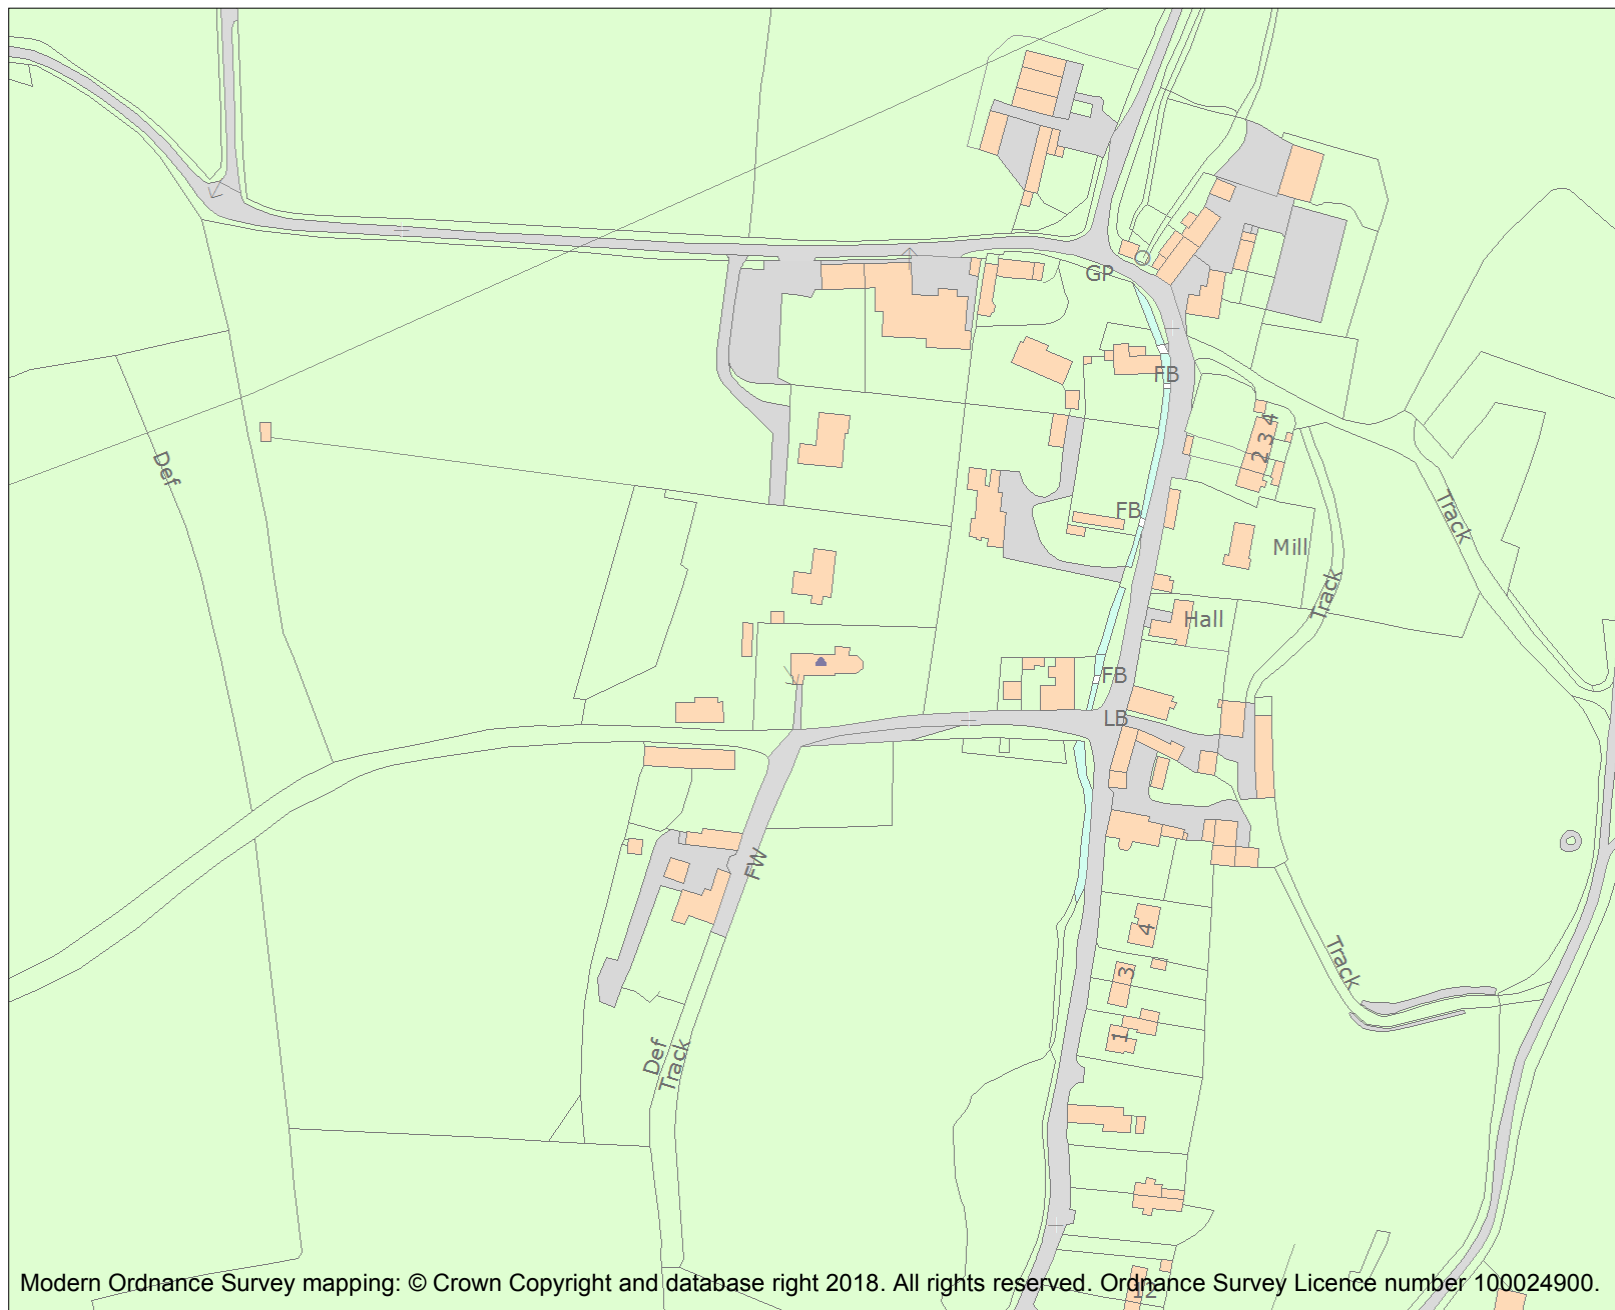 GP
FB
2 3 4
Def
Track
FB
Mill
Track
Hall
FB
LB
FW
4
3
Track
1
Def
Track
12
Modern Ordnance Survey mapping: © Crown Copyright and database right 2018. All rights reserved. Ordnance Survey Licence number 100024900.